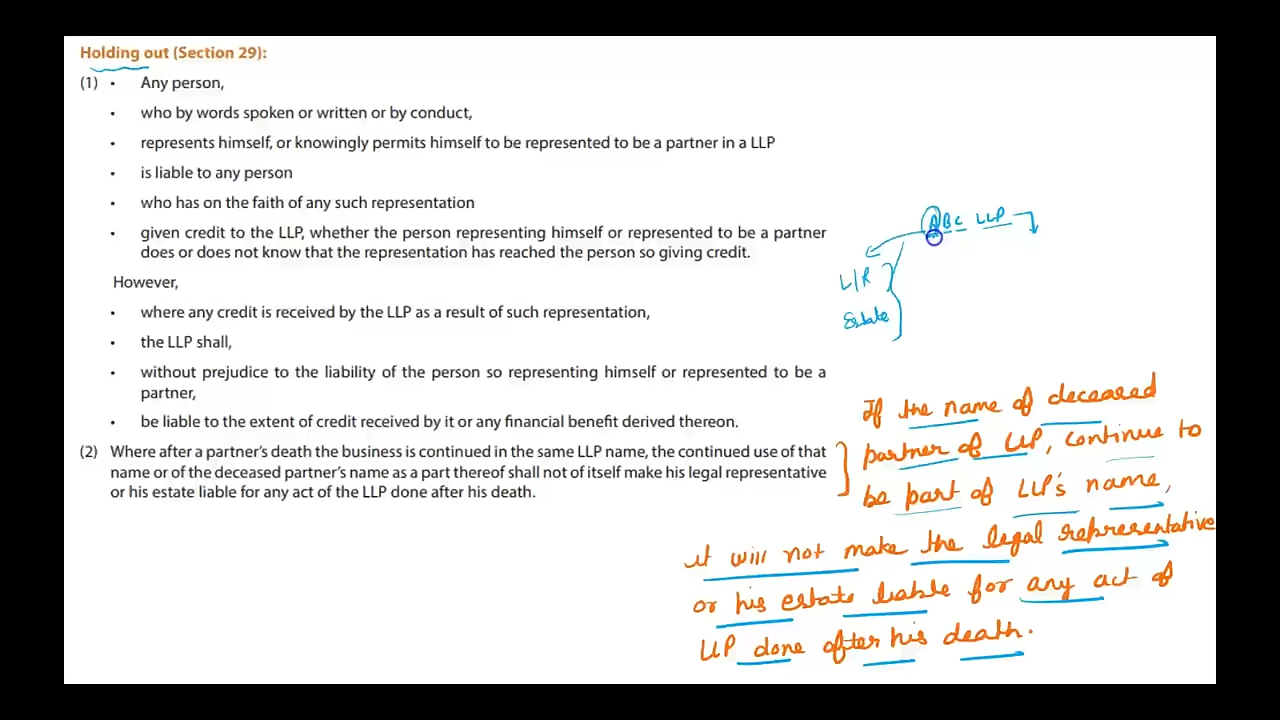 Holding out (Section 29):
(1) • Any person,
• who by words spoken or written or by conduct,
• represents himself, or knowingly permits himself to be represented to be a partner in a LLP
• is liable to any person
• who has on the faith of any such representation
• given credit to the LLP, whether the person representing himself or represented to be a partner
does or does not know that the representation has reached the person so giving credit.
However,
• where any credit is received by the LLP as a result of such representation,
• the LLP shall,
• without prejudice to the liability of the person so representing himself or represented to be a
partner,
• be liable to the extent of credit received by it or any financial benefit derived thereon.
(2) Where after a partner's death the business is continued in the same LLP name, the continued use of that
name or of the deceased partner's name as a part thereof shall not of itself make his legal representative
or his estate liable for any act of the LLP done after his death.
ABC LLP
L/R
Estate
If the name of deceased
partner of LLP, continue to
be part of LLP's name,
it will not make the legal representative
or his estate liable for any act of
LLP done after his death.